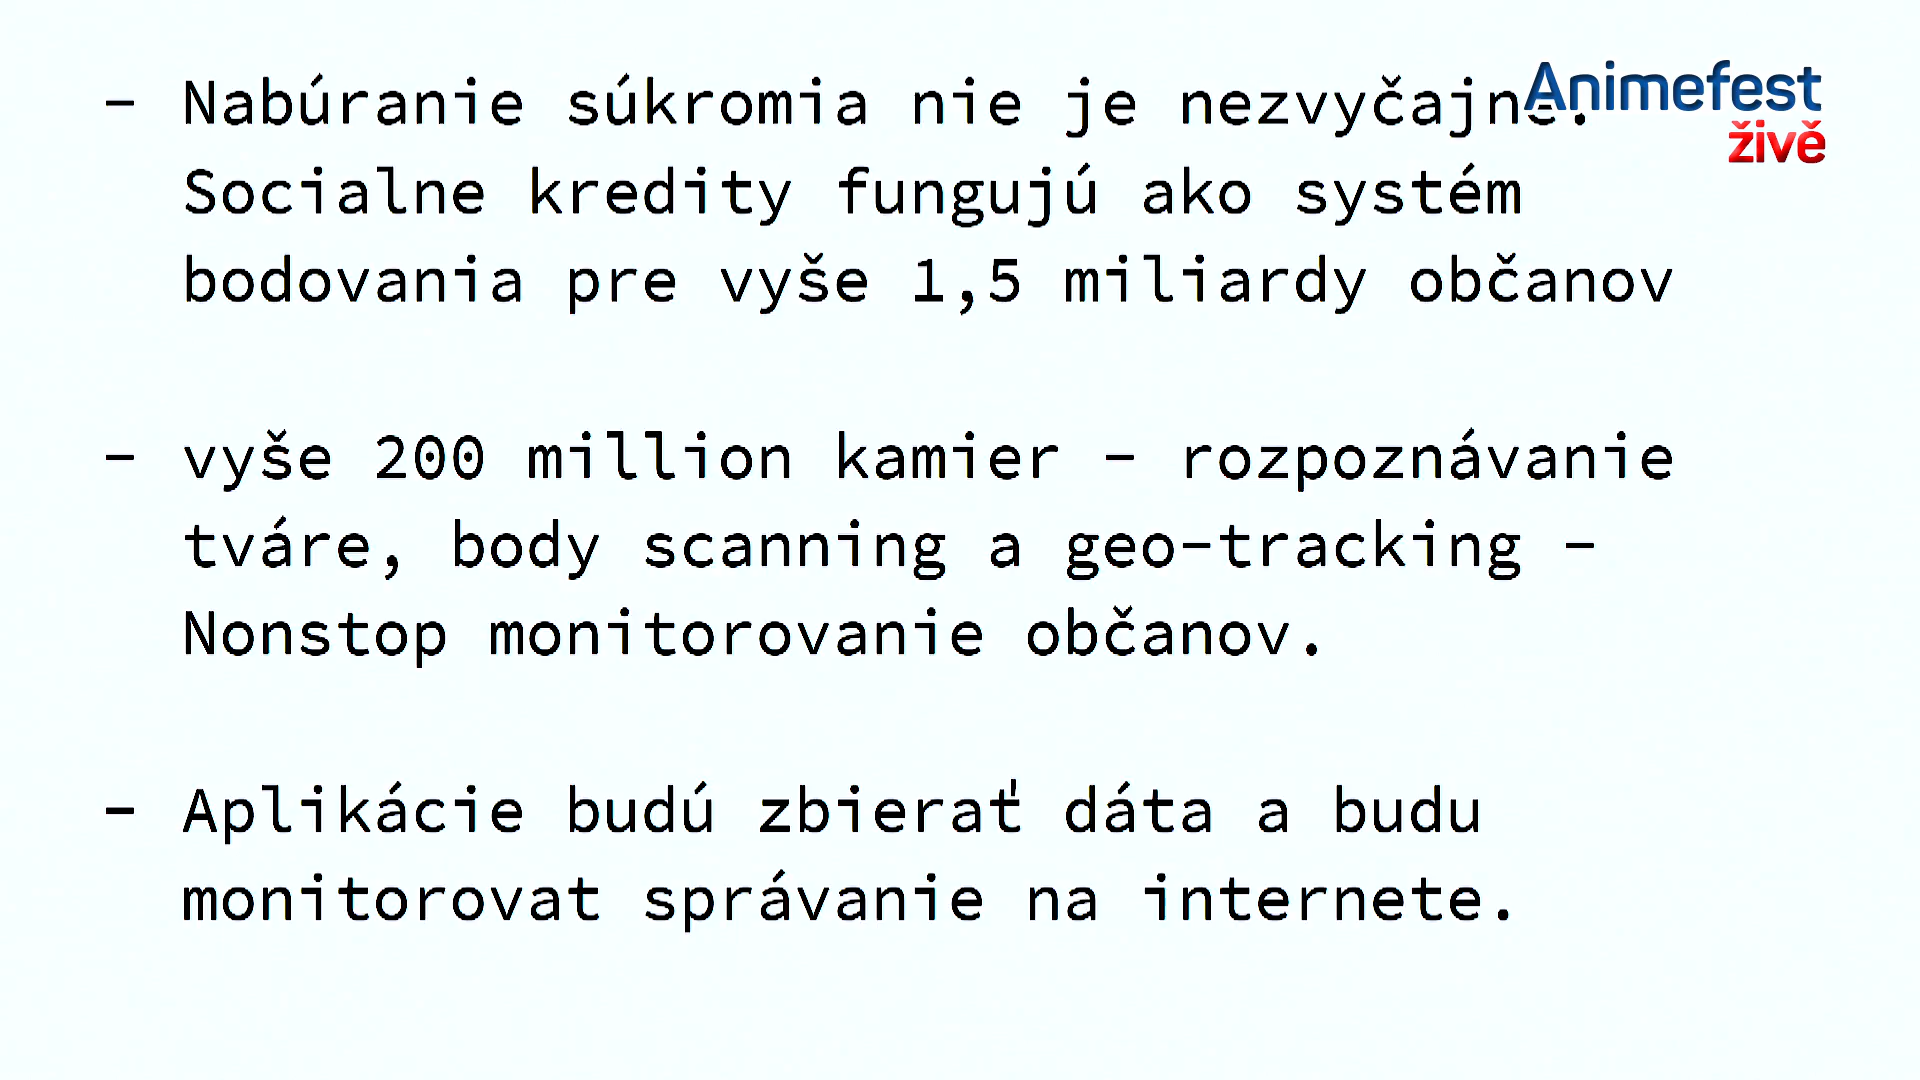 - Nabúranie súkromia nie je nezvyčajne.
Socialne kredity fungujú ako systém
bodovania pre vyše 1,5 miliardy občanov
- vyše 200 million kamier - rozpoznávanie
tváre, body scanning a geo-tracking -
Nonstop monitorovanie občanov.
- Aplikácie budú zbierať dáta a budu
monitorovat správanie na internete.
Animefest
živě